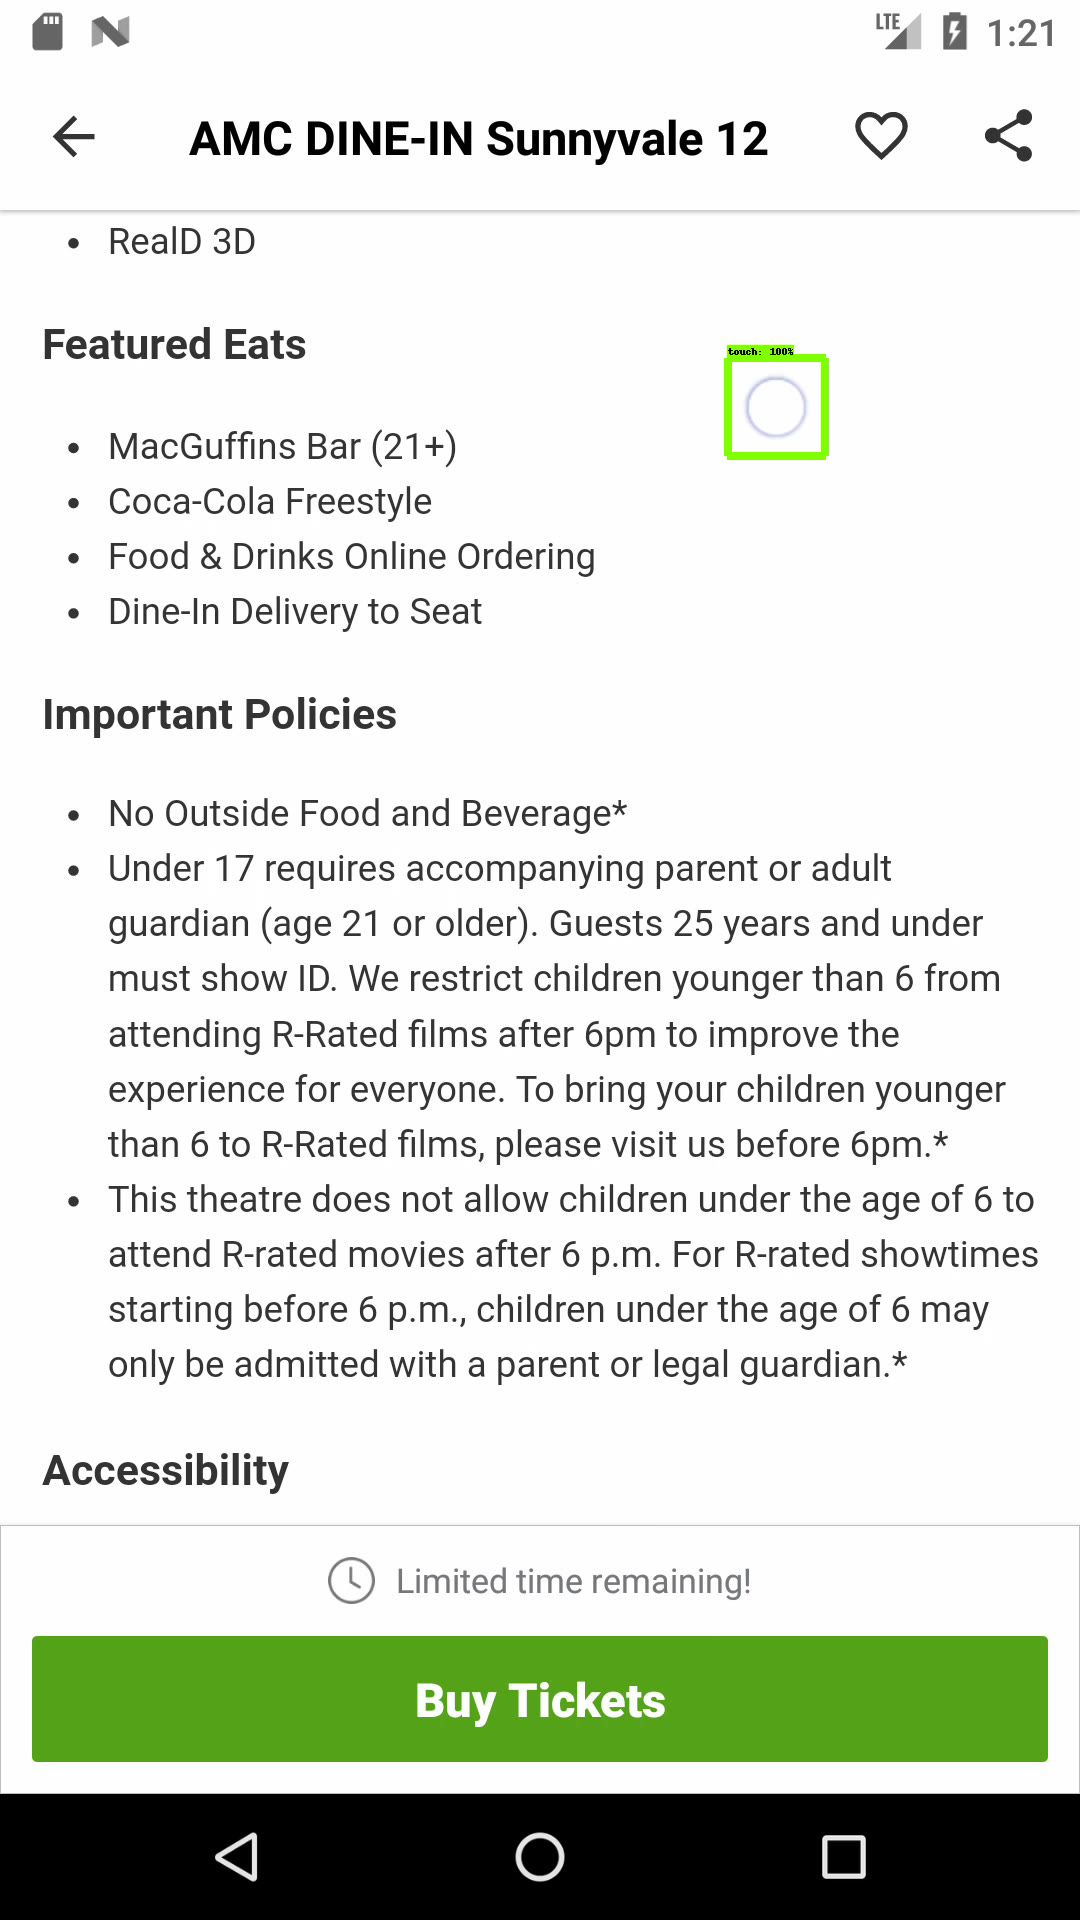 LTE 1:21
AMC DINE-IN Sunnyvale 12
• RealD 3D
Featured Eats
touch: 100%
• MacGuffins Bar (21+)
• Coca-Cola Freestyle
• Food & Drinks Online Ordering
• Dine-In Delivery to Seat
Important Policies
• No Outside Food and Beverage*
• Under 17 requires accompanying parent or adult
guardian (age 21 or older). Guests 25 years and under
must show ID. We restrict children younger than 6 from
attending R-Rated films after 6pm to improve the
experience for everyone. To bring your children younger
than 6 to R-Rated films, please visit us before 6pm.*
• This theatre does not allow children under the age of 6 to
attend R-rated movies after 6 p.m. For R-rated showtimes
starting before 6 p.m., children under the age of 6 may
only be admitted with a parent or legal guardian.*
Accessibility
Limited time remaining!
Buy Tickets